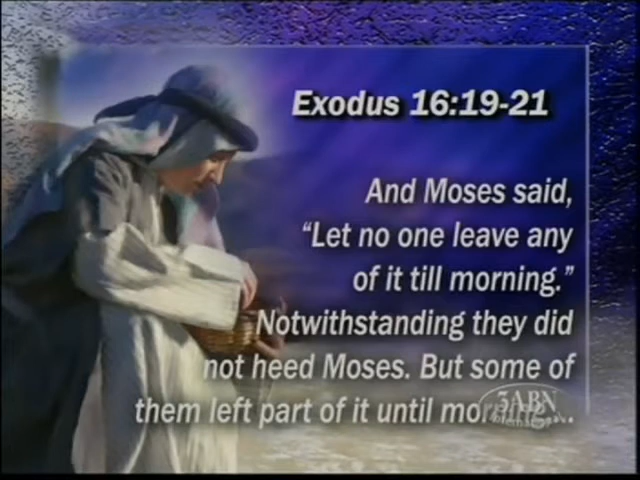 Exodus 16:19-21
And Moses said,
“Let no one leave any
of it till morning.”
Notwithstanding they did
not heed Moses. But some of
them left part of it until
3ABN
International